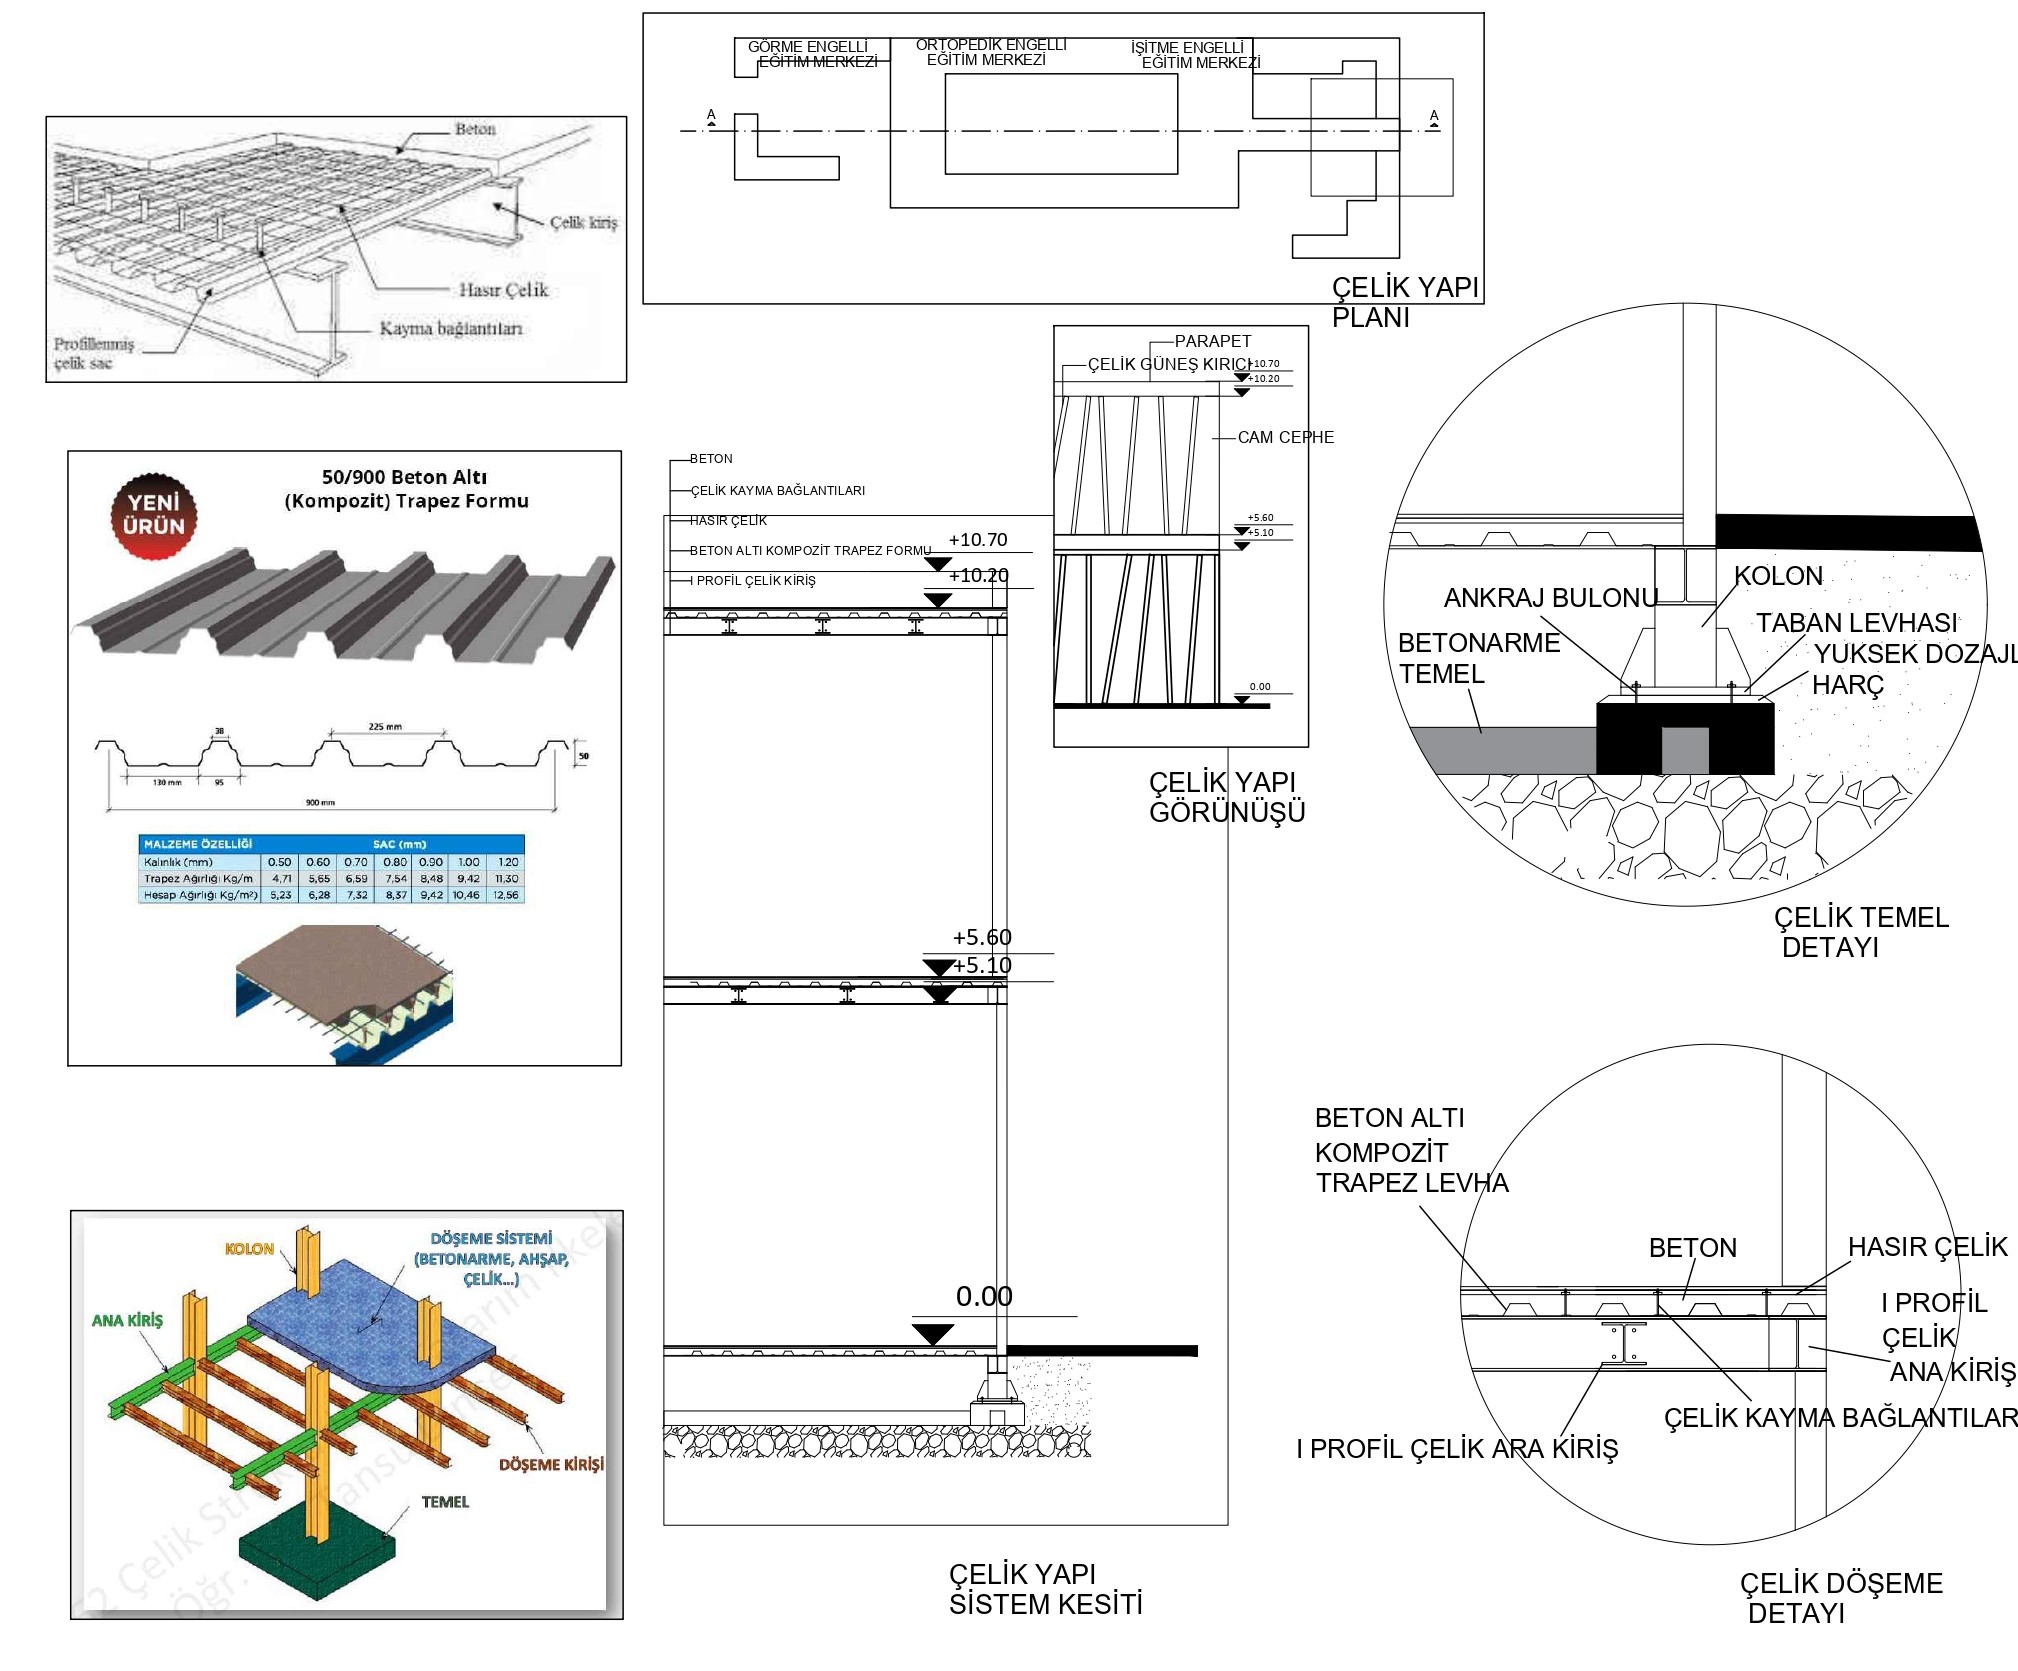 Beton
Çelik kiriş
Hasır Çelik
Kayma bağlantıları
Profillenmiş
çelik sac
GÖRME ENGELLİ
EĞİTİM MERKEZİ
ORTOPEDİK ENGELLİ
EĞİTİM MERKEZİ
İŞİTME ENGELLİ
EĞİTİM MERKEZİ
A
A
ÇELİK YAPI
PLANI
YENİ
ÜRÜN
50/900 Beton Altı
(Kompozit) Trapez Formu
38
225 mm
50
130 mm
95
900 mm
MALZEME ÖZELLİĞİ SAC (mm)
Kalınlık (mm) 0.50 0.60 0.70 0.80 0.90 1.00 1.20
Trapez Ağırlığı Kg/m 4,71 5,65 6,59 7,54 8,48 9,42 11,30
Hesap Ağırlığı Kg/m²) 5,23 6,28 7,32 8,37 9,42 10,46 12,56
KOLON
DÖŞEME SİSTEMİ
(BETONARME, AHŞAP,
ÇELİK...)
ANA KİRİŞ
DÖŞEME KİRİŞİ
TEMEL
Öğr.
BETON
ÇELİK KAYMA BAĞLANTILARI
HASIR ÇELİK
BETON ALTI KOMPOZİT TRAPEZ FORMU
I PROFİL ÇELİK KİRİŞ
+10.70
+10.20
+5.60
+5.10
0.00
ÇELİK YAPI
SİSTEM KESİTİ
PARAPET
ÇELİK GÜNEŞ KIRICI
+10.70
+10.20
CAM CEPHE
+5.60
+5.10
0.00
ÇELİK YAPI
GÖRÜNÜŞÜ
KOLON
ANKRAJ BULONU
TABAN LEVHASI
BETONARME
TEMEL
YUKSEK DOZAJL
HARÇ
ÇELİK TEMEL
DETAYI
BETON ALTI
KOMPOZİT
TRAPEZ LEVHA
BETON
HASIR ÇELİK
I PROFİL
ÇELİK
ANA KİRİŞ
ÇELİK KAYMA BAĞLANTILAR
I PROFİL ÇELİK ARA KİRİŞ
ÇELİK DÖŞEME
DETAYI